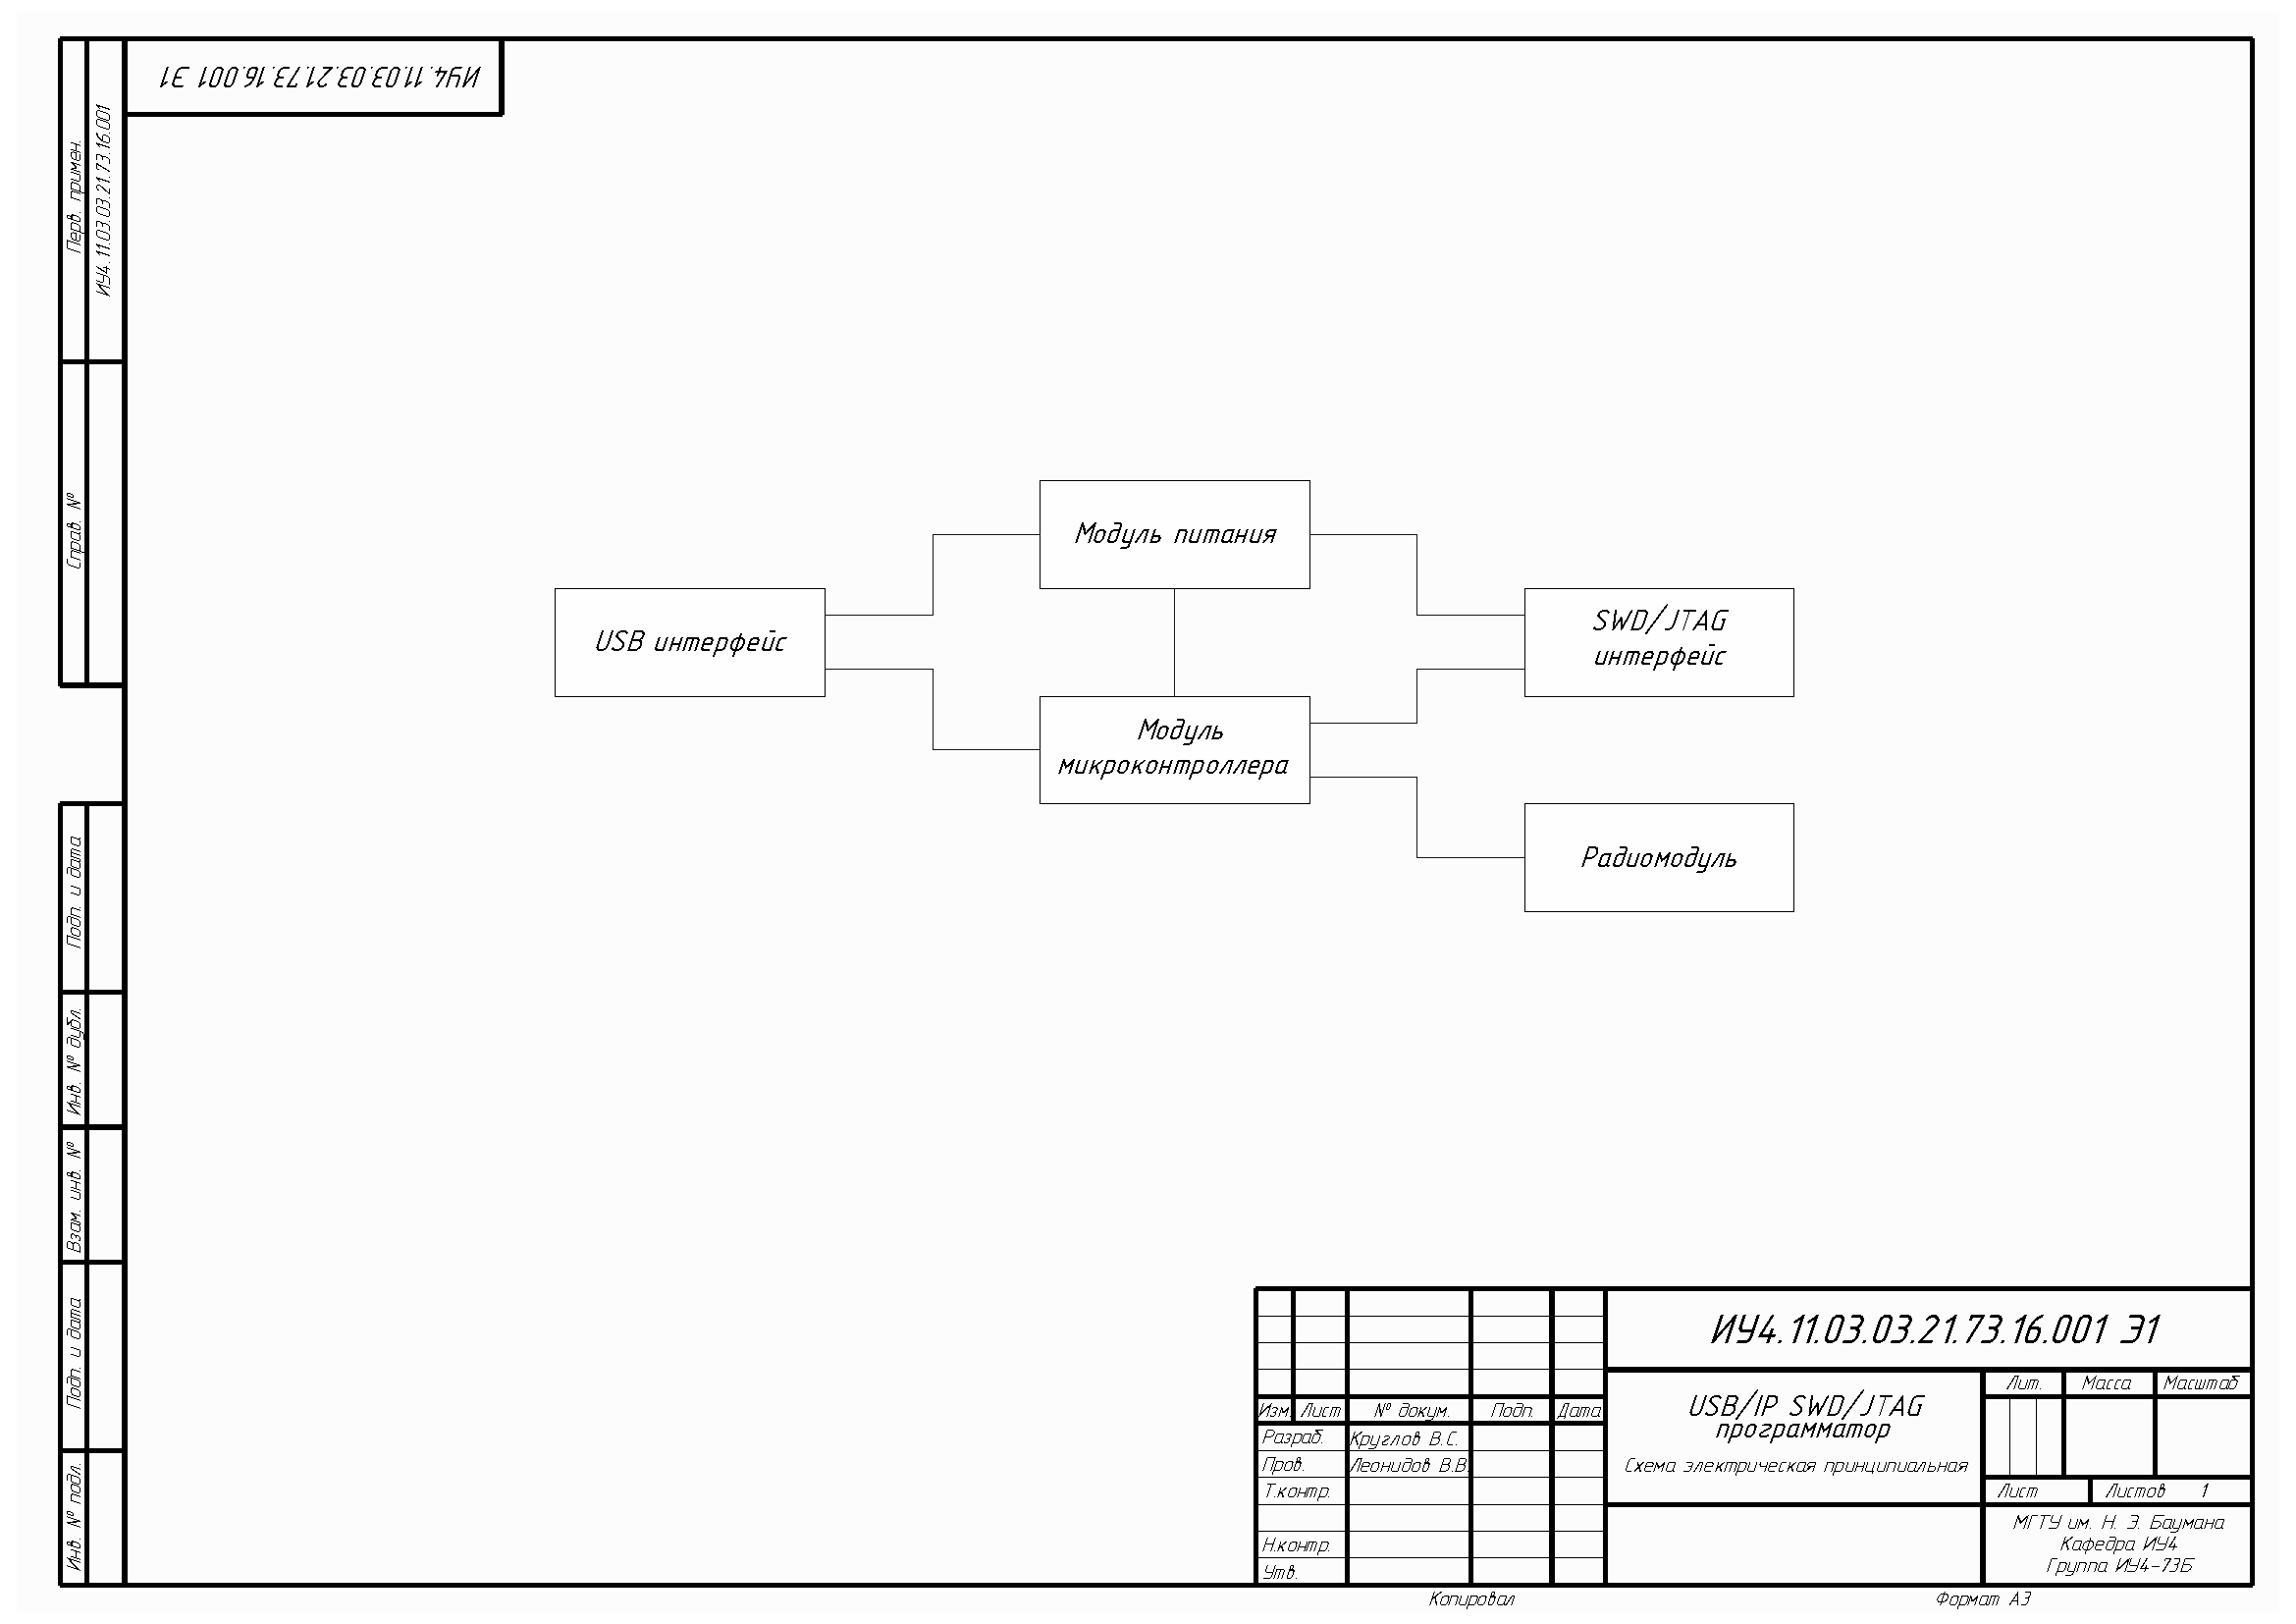 ИУ4.11.03.03.21.73.16.001 Э1
Перв. примен.
ИУ4.11.03.03.21.73.16.001
Справ. №
Подп. и дата
Инв. № дубл.
Взам. инв. №
Подп. и дата
Инв. № подл.
Модуль питания
USB интерфейс
SWD/JTAG
интерфейс
Модуль
микроконтроллера
Радиомодуль
ИУ4.11.03.03.21.73.16.001 Э1
Изм. Лист № докум. Подп. Дата
Разраб. Круглов В.С.
Пров. Леонидов В.В.
Т.контр.
Н.контр.
Утв.
USB/IP SWD/JTAG
программатор
Схема электрическая принципиальная
Лит. Масса Масштаб
Лист Листов 1
МГТУ им. Н. Э. Баумана
Кафедра ИУ4
Группа ИУ4-73Б
Копировал Формат А3